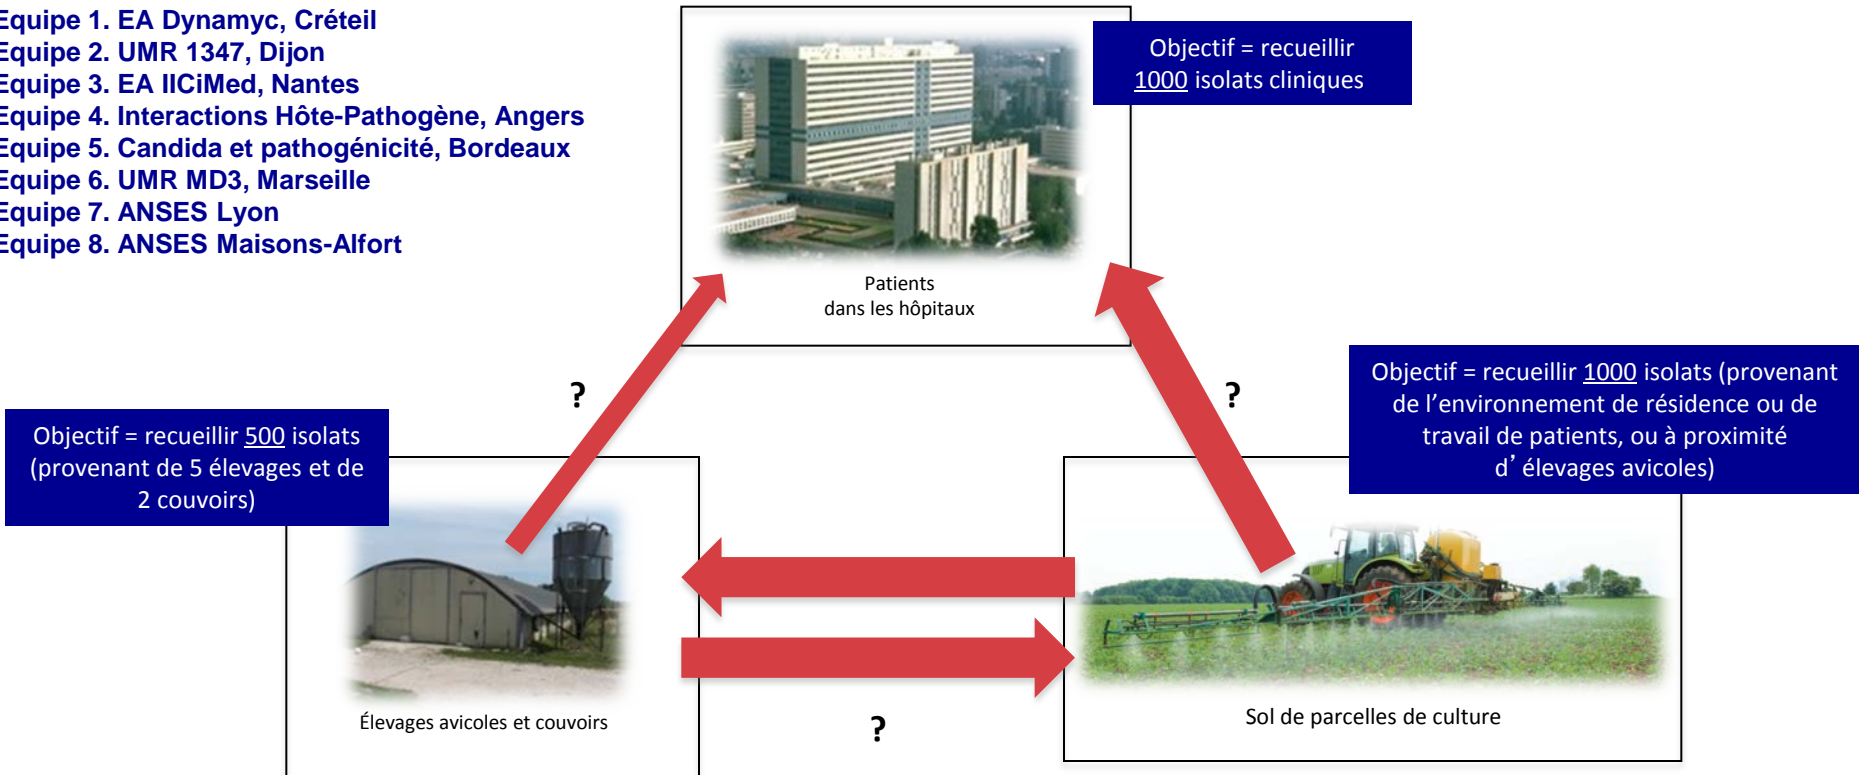 Equipe 1. EA Dynamyc, Créteil
Equipe 2. UMR 1347, Dijon
Equipe 3. EA IICiMed, Nantes
Equipe 4. Interactions Hôte-Pathogène, Angers
Equipe 5. Candida et pathogénicité, Bordeaux
Equipe 6. UMR MD3, Marseille
Equipe 7. ANSES Lyon
Equipe 8. ANSES Maisons-Alfort
Objectif = recueillir
1000 isolats cliniques
Patients
dans les hôpitaux
?
?
Objectif = recueillir 1000 isolats (provenant
de l’environnement de résidence ou de
travail de patients, ou à proximité
d’ élevages avicoles)
Objectif = recueillir 500 isolats
(provenant de 5 élevages et de
2 couvoirs)
Élevages avicoles et couvoirs
?
Sol de parcelles de culture